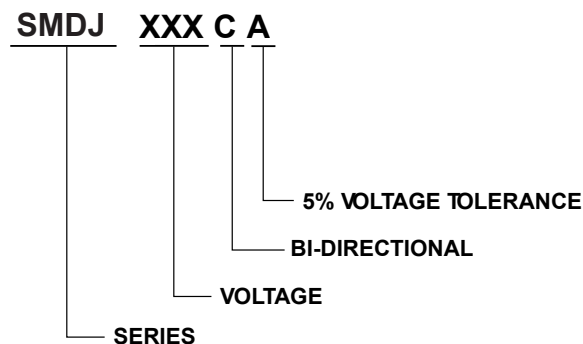 SMDJ XXX C A
5% VOLTAGE TOLERANCE
BI-DIRECTIONAL
VOLTAGE
SERIES